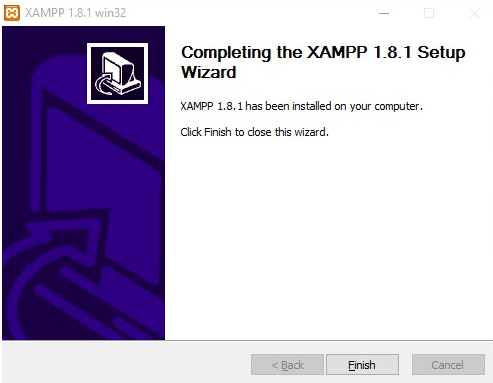 XAMPP 1.8.1 win32
Completing the XAMPP 1.8.1 Setup
Wizard
XAMPP 1.8.1 has been installed on your computer.
Click Finish to close this wizard.
< Back
Finish
Cancel